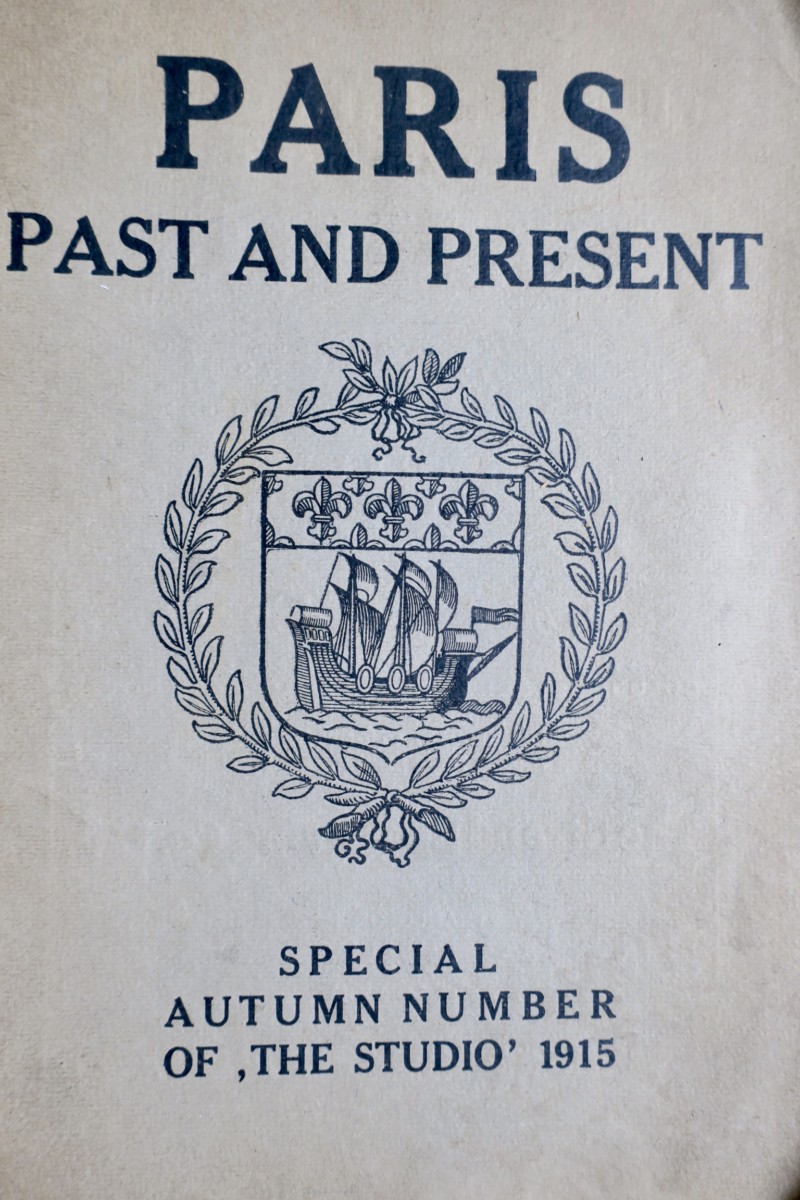 PARIS
PAST AND PRESENT
SPECIAL
AUTUMN NUMBER
OF ‚THE STUDIO’ 1915